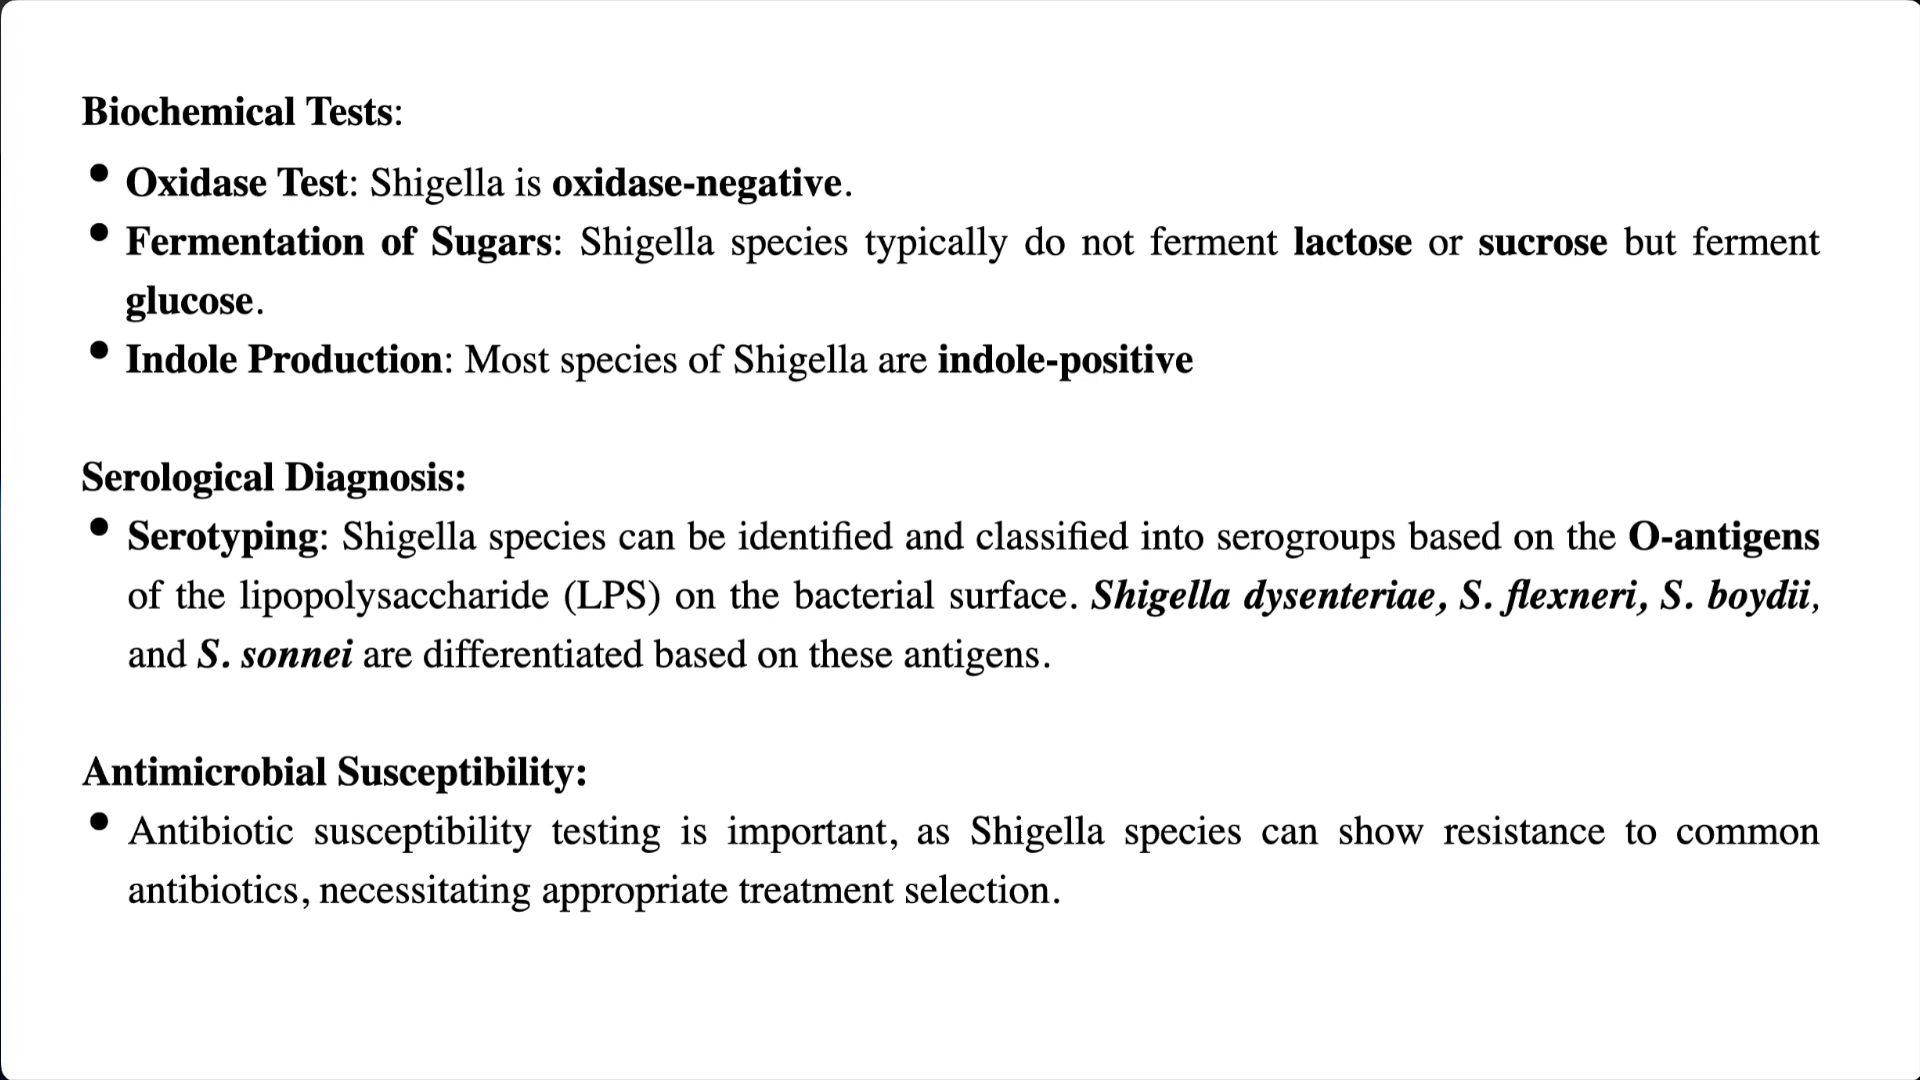 Biochemical Tests:
• Oxidase Test: Shigella is oxidase-negative.
• Fermentation of Sugars: Shigella species typically do not ferment lactose or sucrose but ferment
glucose.
• Indole Production: Most species of Shigella are indole-positive
Serological Diagnosis:
• Serotyping: Shigella species can be identified and classified into serogroups based on the O-antigens
of the lipopolysaccharide (LPS) on the bacterial surface. Shigella dysenteriae, S. flexneri, S. boydii,
and S. sonnei are differentiated based on these antigens.
Antimicrobial Susceptibility:
• Antibiotic susceptibility testing is important, as Shigella species can show resistance to common
antibiotics, necessitating appropriate treatment selection.